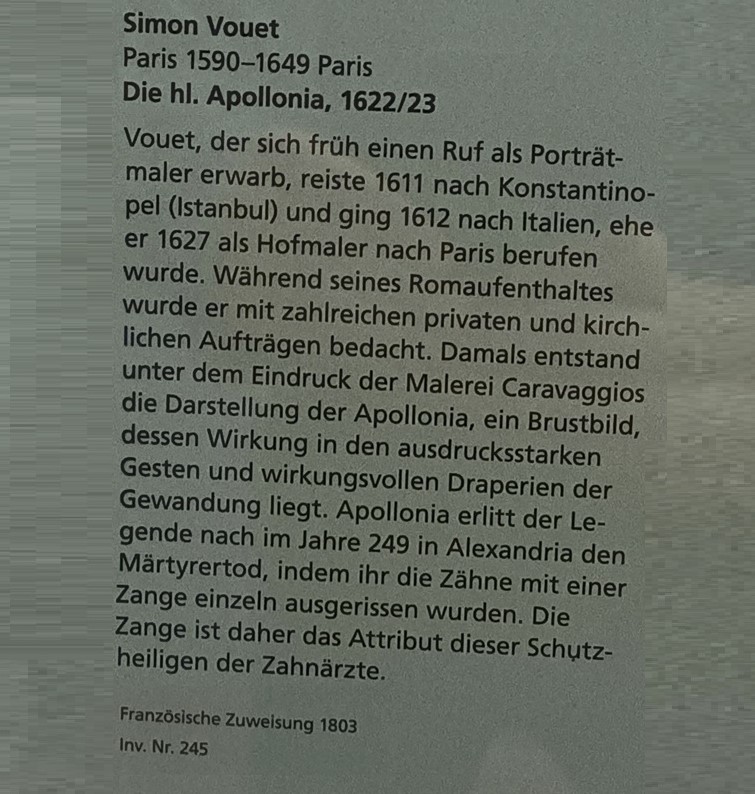 Simon Vouet
Paris 1590–1649 Paris
Die hl. Apollonia, 1622/23
Vouet, der sich früh einen Ruf als Porträt-
maler erwarb, reiste 1611 nach Konstantino-
pel (Istanbul) und ging 1612 nach Italien, ehe
er 1627 als Hofmaler nach Paris berufen
wurde. Während seines Romaufenthaltes
wurde er mit zahlreichen privaten und kirch-
lichen Aufträgen bedacht. Damals entstand
unter dem Eindruck der Malerei Caravaggios
die Darstellung der Apollonia, ein Brustbild,
dessen Wirkung in den ausdrucksstarken
Gesten und wirkungsvollen Draperien der
Gewandung liegt. Apollonia erlitt der Le-
gende nach im Jahre 249 in Alexandria den
Märtyrertod, indem ihr die Zähne mit einer
Zange einzeln ausgerissen wurden. Die
Zange ist daher das Attribut dieser Schutz-
heiligen der Zahnärzte.
Französische Zuweisung 1803
Inv. Nr. 245